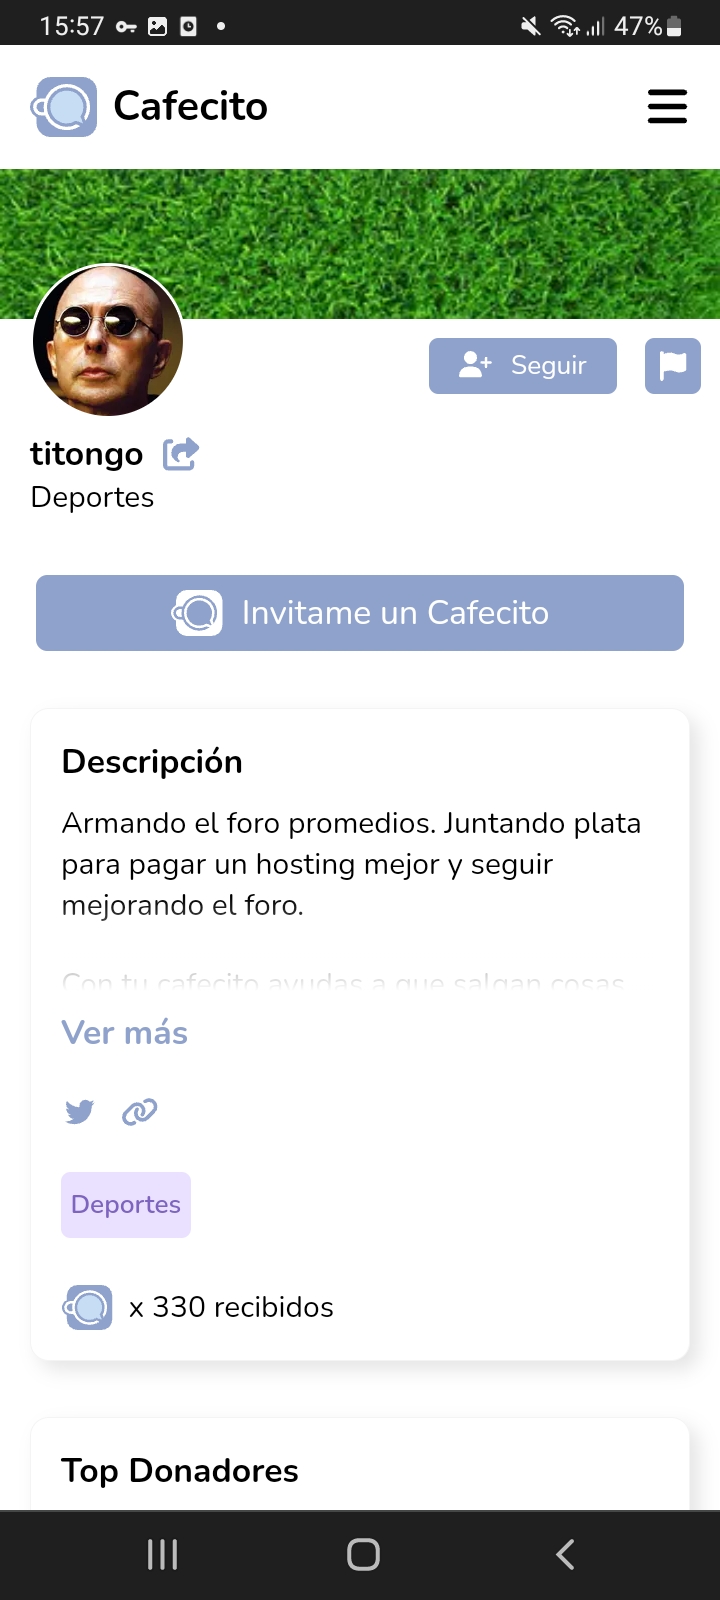 15:57
47%
Cafecito
Seguir
titongo
Deportes
Invitame un Cafecito
Descripción
Armando el foro promedios. Juntando plata
para pagar un hosting mejor y seguir
mejorando el foro.
Con tu cafecito ayudas a que salgan cosas
Ver más
Deportes
x 330 recibidos
Top Donadores